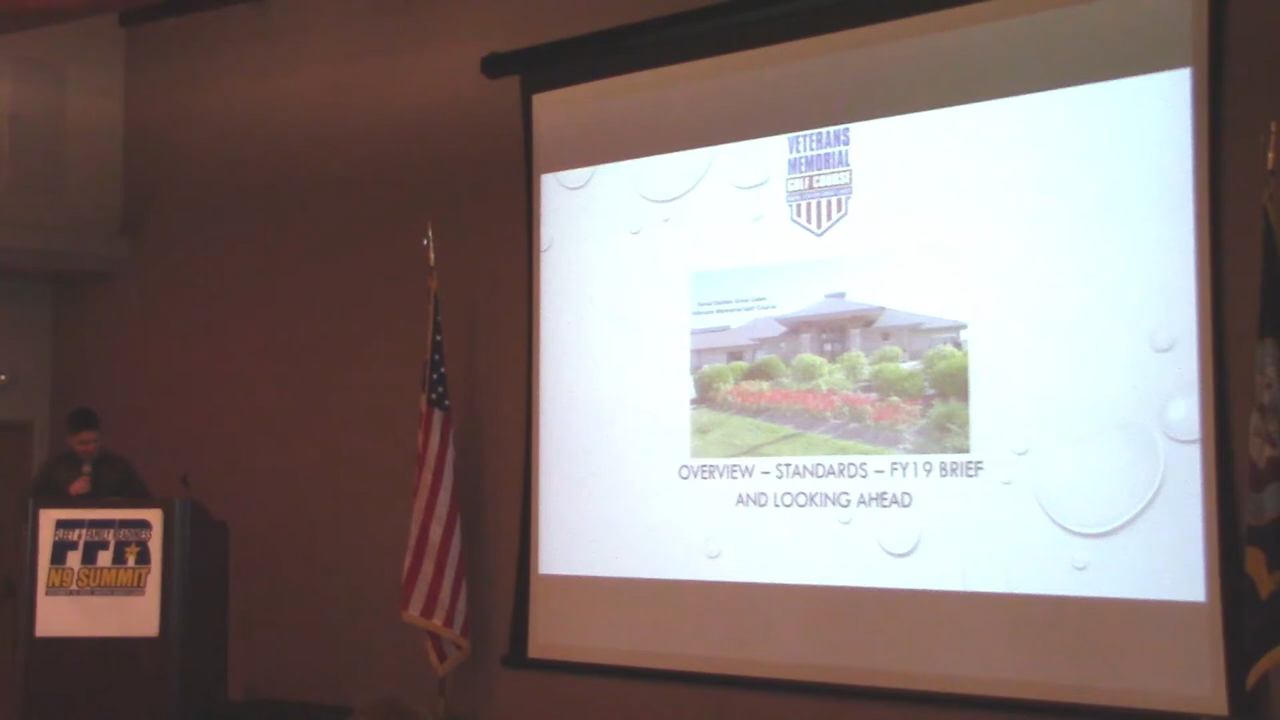 VETERANS
MEMORIAL
GOLF COURSE
OVERVIEW – STANDARDS – FY19 BRIEF
AND LOOKING AHEAD
FLEET & FAMILY READINESS
FFR
N9 SUMMIT